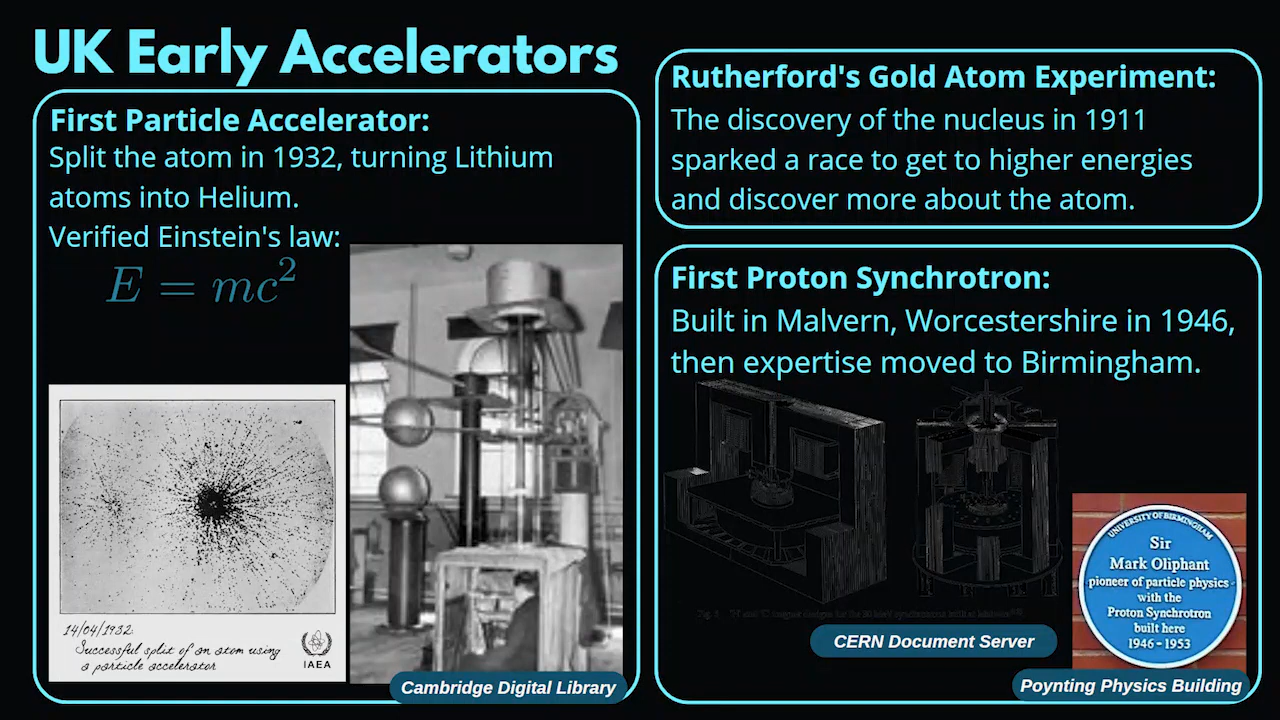 UK Early Accelerators
First Particle Accelerator:
Split the atom in 1932, turning Lithium
atoms into Helium.
Verified Einstein's law:
E = mc²
14/04/1932.
Successful split of an atom using
a particle accelerator
IAEA
Cambridge Digital Library
Rutherford's Gold Atom Experiment:
The discovery of the nucleus in 1911
sparked a race to get to higher energies
and discover more about the atom.
First Proton Synchrotron:
Built in Malvern, Worcestershire in 1946,
then expertise moved to Birmingham.
CERN Document Server
UNIVERSITY OF BIRMINGHAM
Sir
Mark Oliphant
pioneer of particle physics
with the
Proton Synchrotron
built here
1946 - 1953
Poynting Physics Building